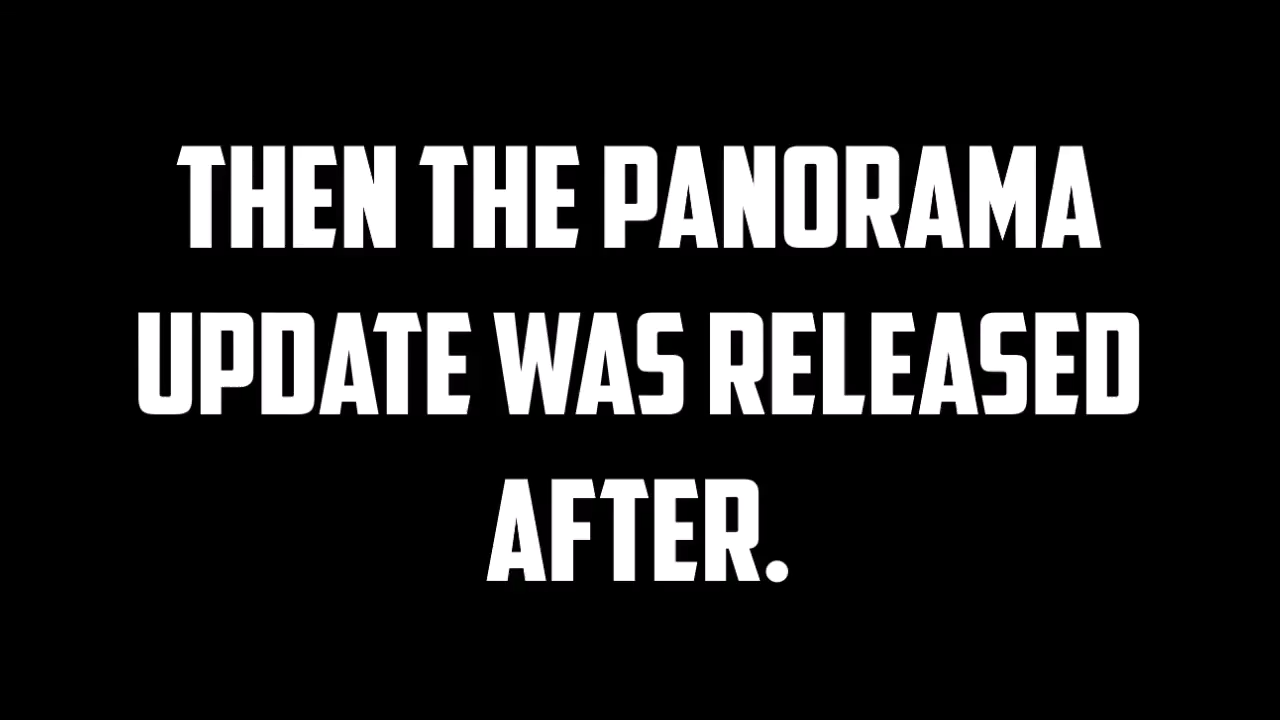 THEN THE PANORAMA
UPDATE WAS RELEASED
AFTER.